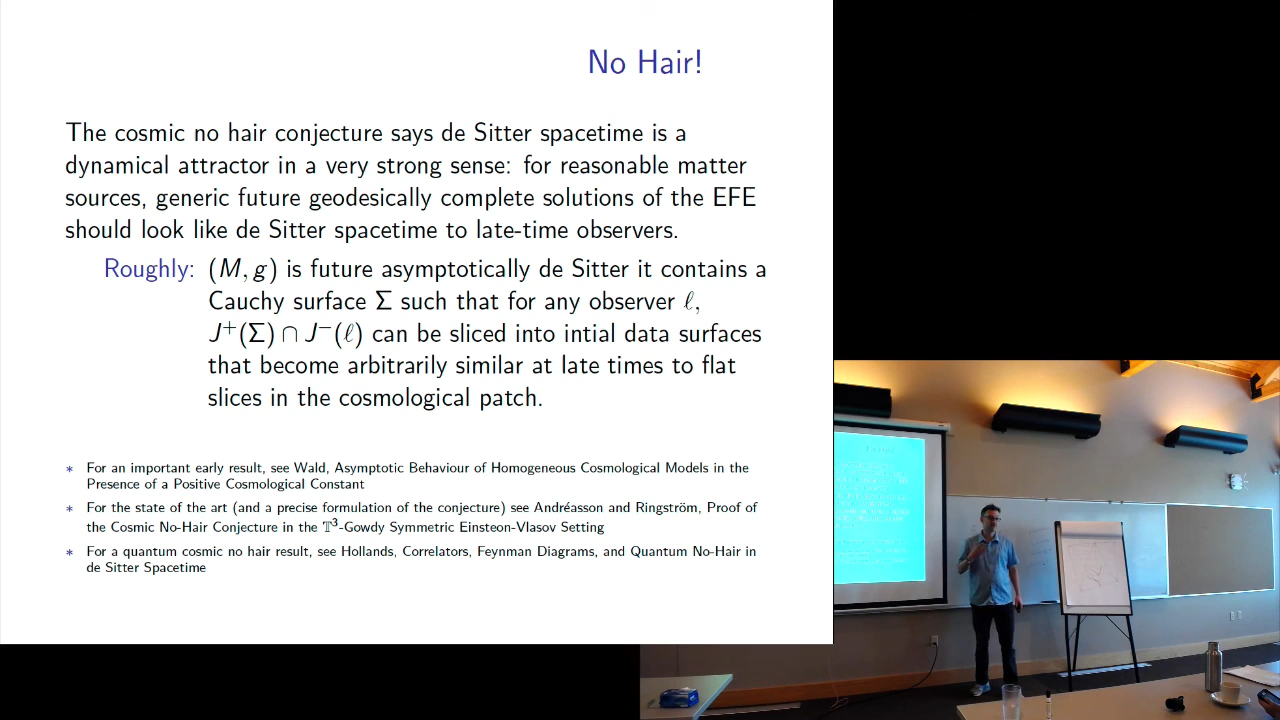 No Hair!
The cosmic no hair conjecture says de Sitter spacetime is a
dynamical attractor in a very strong sense: for reasonable matter
sources, generic future geodesically complete solutions of the EFE
should look like de Sitter spacetime to late-time observers.
Roughly: (M, g) is future asymptotically de Sitter it contains a
Cauchy surface Σ such that for any observer ℓ,
J⁺(Σ) ∩ J⁻(ℓ) can be sliced into intial data surfaces
that become arbitrarily similar at late times to flat
slices in the cosmological patch.
* For an important early result, see Wald, Asymptotic Behaviour of Homogeneous Cosmological Models in the
Presence of a Positive Cosmological Constant
* For the state of the art (and a precise formulation of the conjecture) see Andréasson and Ringström, Proof of
the Cosmic No-Hair Conjecture in the 𝕋³-Gowdy Symmetric Einsteon-Vlasov Setting
* For a quantum cosmic no hair result, see Hollands, Correlators, Feynman Diagrams, and Quantum No-Hair in
de Sitter Spacetime